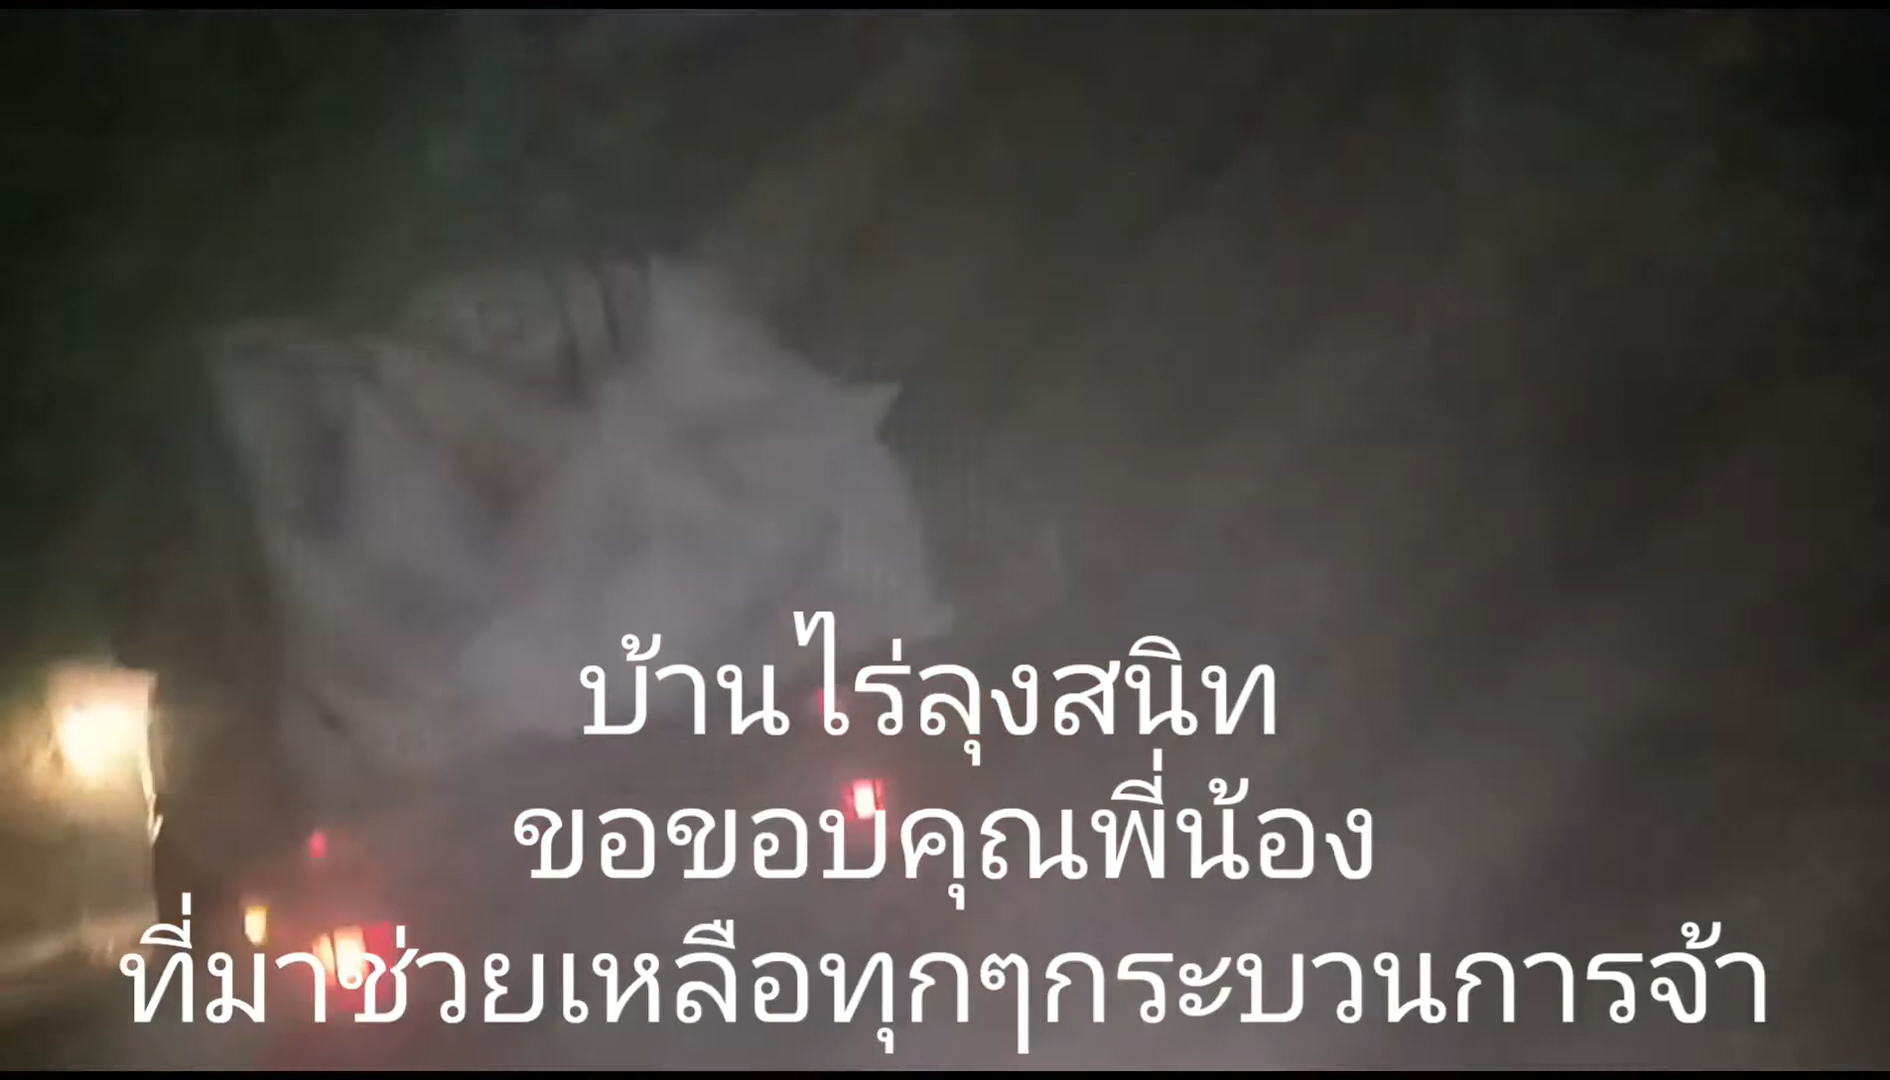 บ้านไร่ลุงสนิท
ขอขอบคุณพี่น้อง
ที่มาช่วยเหลือทุกๆกระบวนการจ้า